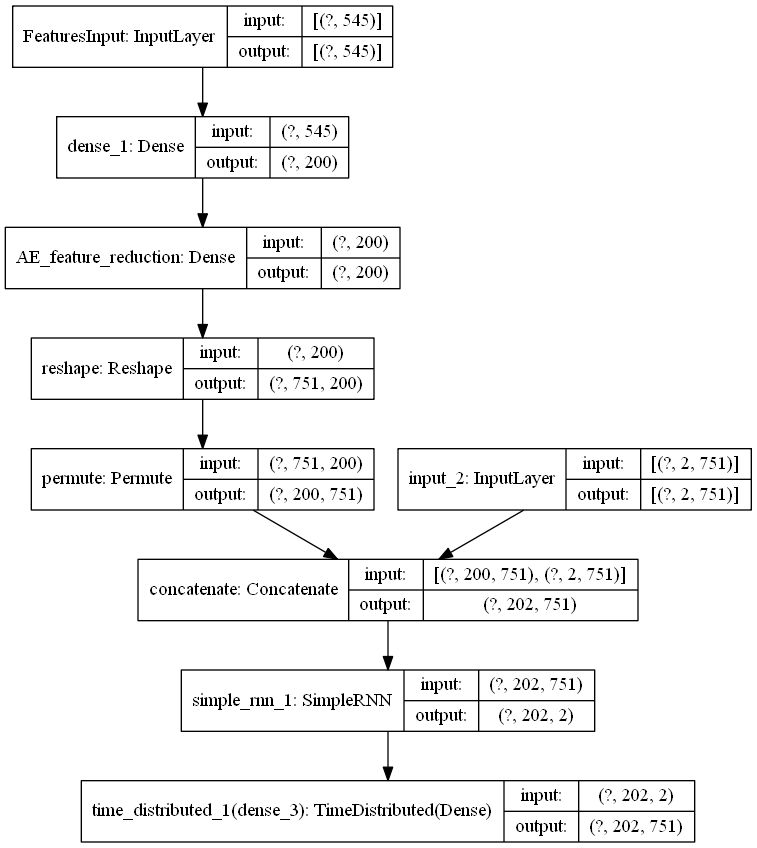 FeaturesInput: InputLayer input: [(?, 545)]
output: [(?, 545)]
dense_1: Dense input: (?, 545)
output: (?, 200)
AE_feature_reduction: Dense input: (?, 200)
output: (?, 200)
reshape: Reshape input: (?, 200)
output: (?, 751, 200)
permute: Permute input: (?, 751, 200)
output: (?, 200, 751)
input_2: InputLayer input: [(?, 2, 751)]
output: [(?, 2, 751)]
concatenate: Concatenate input: [(?, 200, 751), (?, 2, 751)]
output: (?, 202, 751)
simple_rnn_1: SimpleRNN input: (?, 202, 751)
output: (?, 202, 2)
time_distributed_1(dense_3): TimeDistributed(Dense) input: (?, 202, 2)
output: (?, 202, 751)